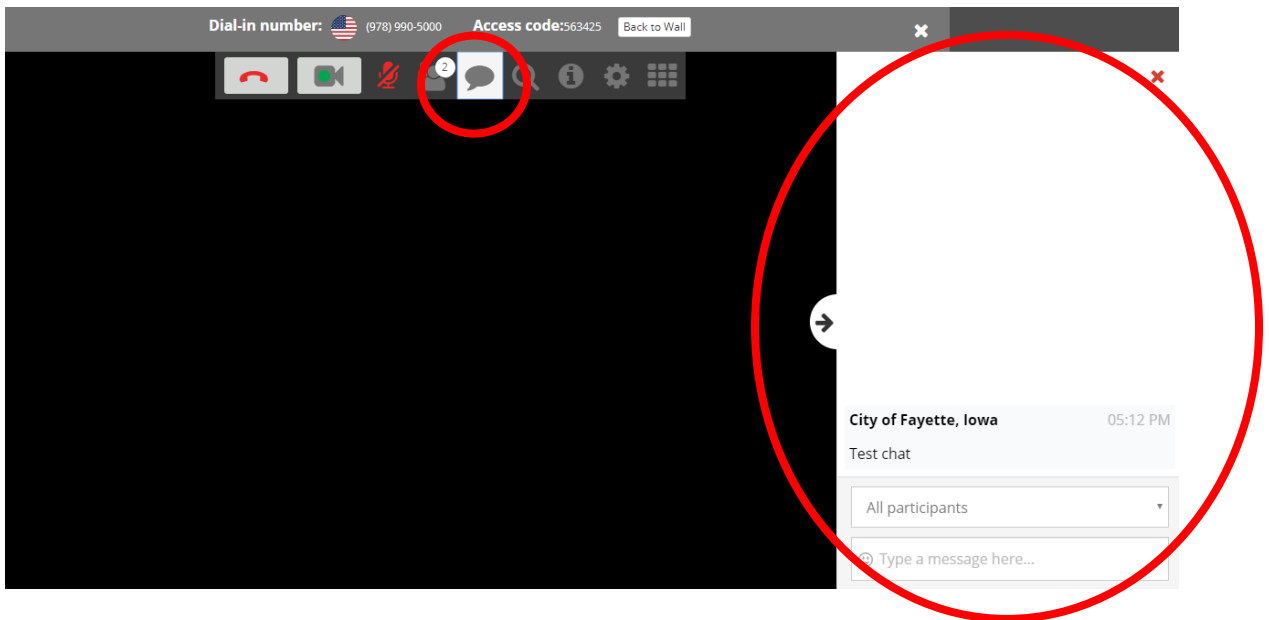 Dial-in number: (978) 990-5000 Access code:563425 Back to Wall
2
City of Fayette, Iowa 05:12 PM
Test chat
All participants
Type a message here...